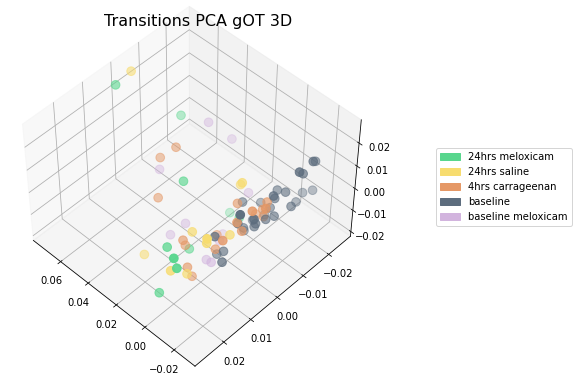 Transitions PCA gOT 3D
24hrs meloxicam
24hrs saline
4hrs carrageenan
baseline
baseline meloxicam
0.02
0.01
0.00
−0.01
−0.02
0.06
0.04
0.02
0.00
−0.02
−0.02
−0.01
0.00
0.01
0.02